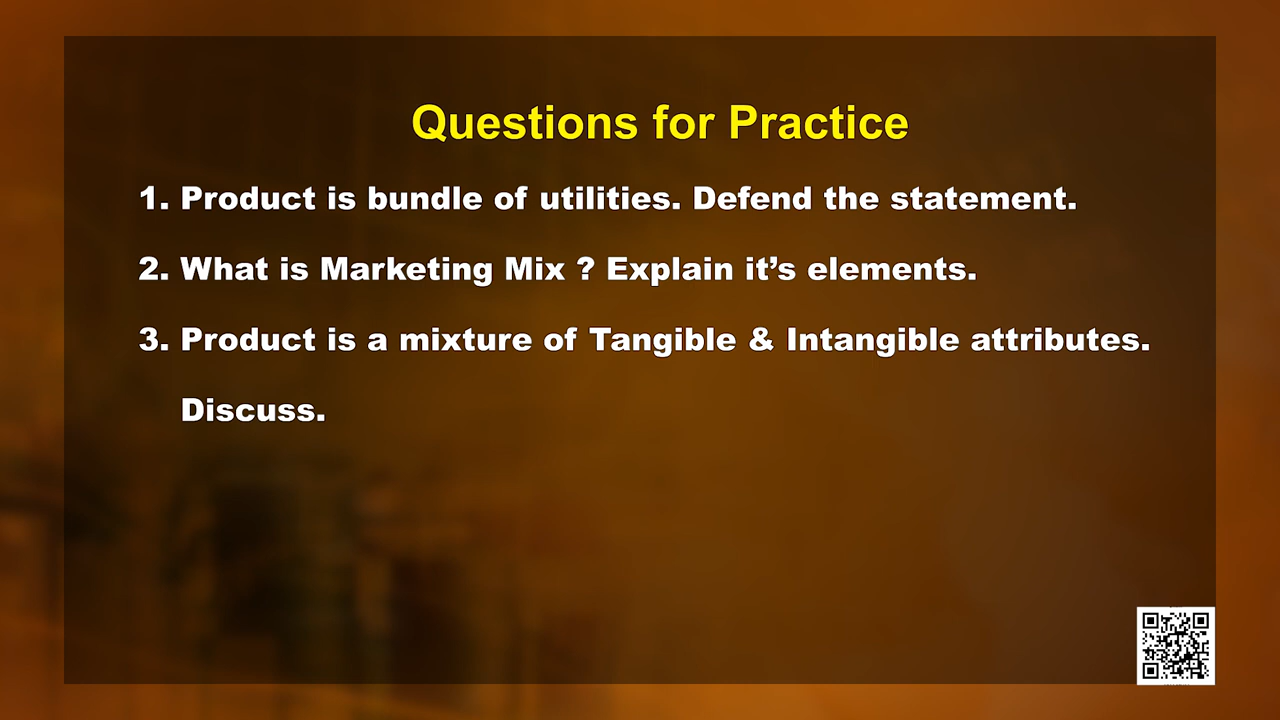 Questions for Practice
1. Product is bundle of utilities. Defend the statement.
2. What is Marketing Mix ? Explain it’s elements.
3. Product is a mixture of Tangible & Intangible attributes.
Discuss.